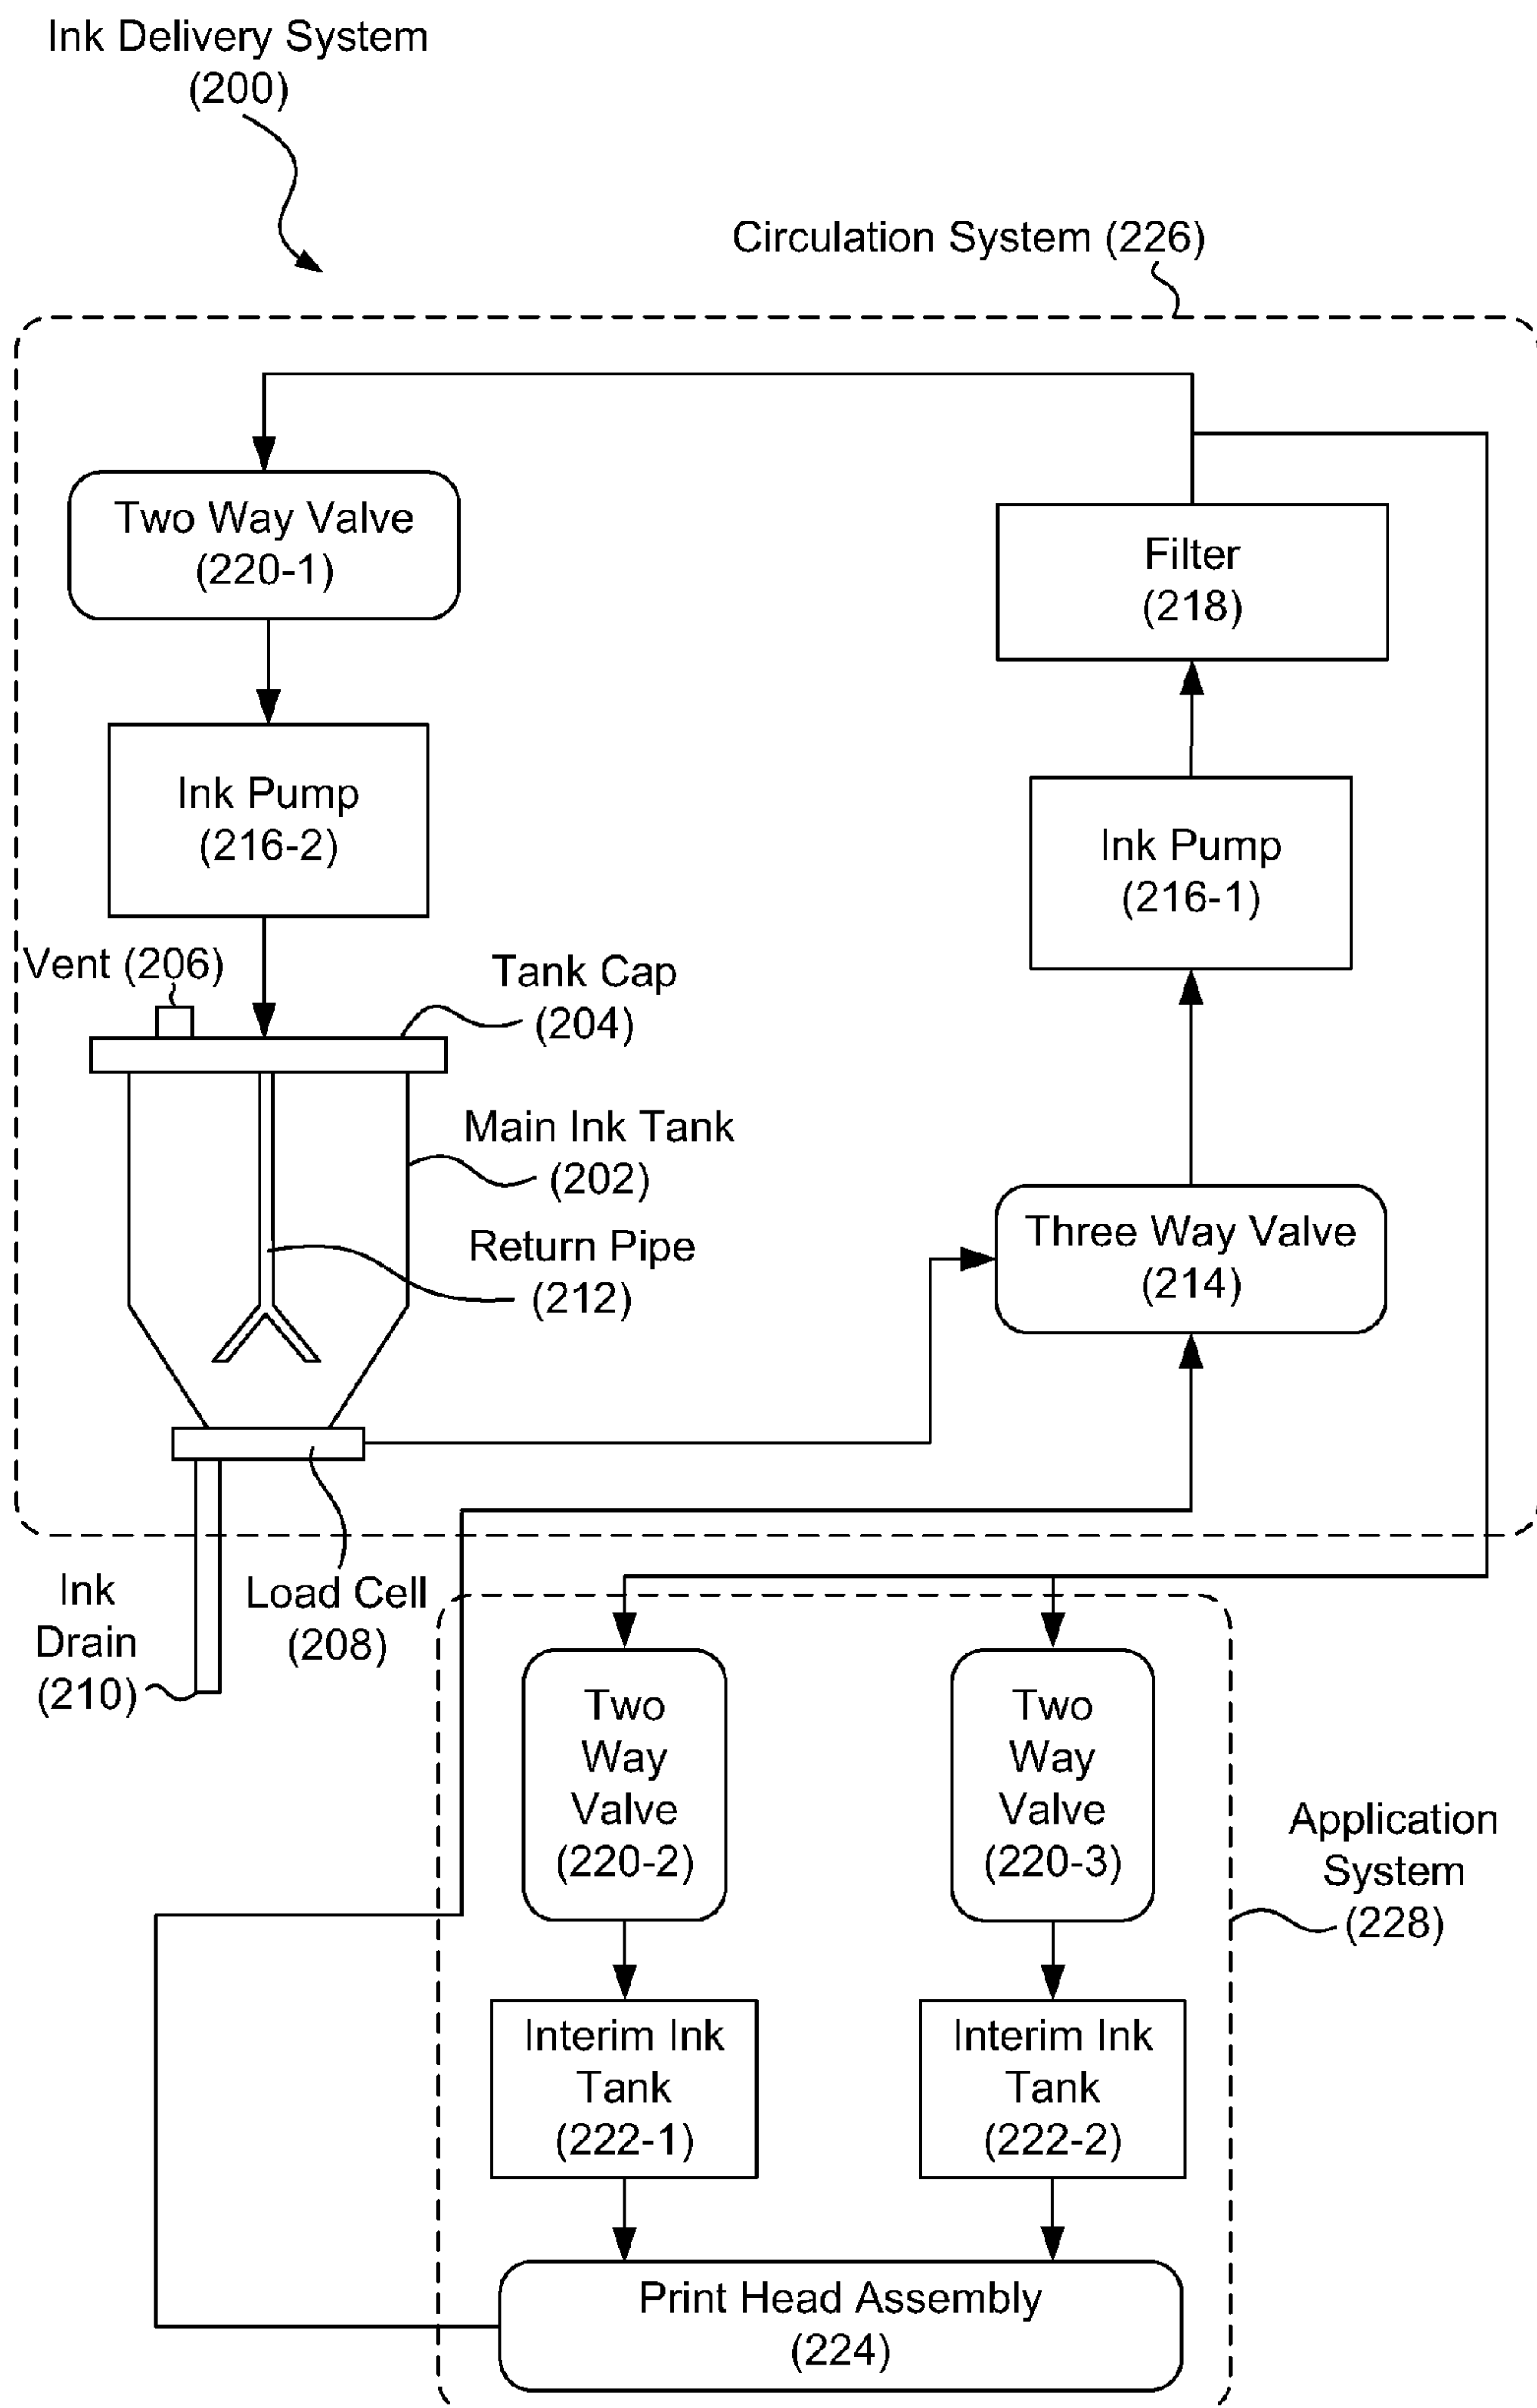 Ink Delivery System
(200)
Circulation System (226)
Two Way Valve
(220-1)
Filter
(218)
Ink Pump
(216-2)
Ink Pump
(216-1)
Vent (206)
Tank Cap
(204)
Main Ink Tank
(202)
Return Pipe
(212)
Three Way Valve
(214)
Ink
Drain
(210)
Load Cell
(208)
Two
Way
Valve
(220-2)
Two
Way
Valve
(220-3)
Application
System
(228)
Interim Ink
Tank
(222-1)
Interim Ink
Tank
(222-2)
Print Head Assembly
(224)